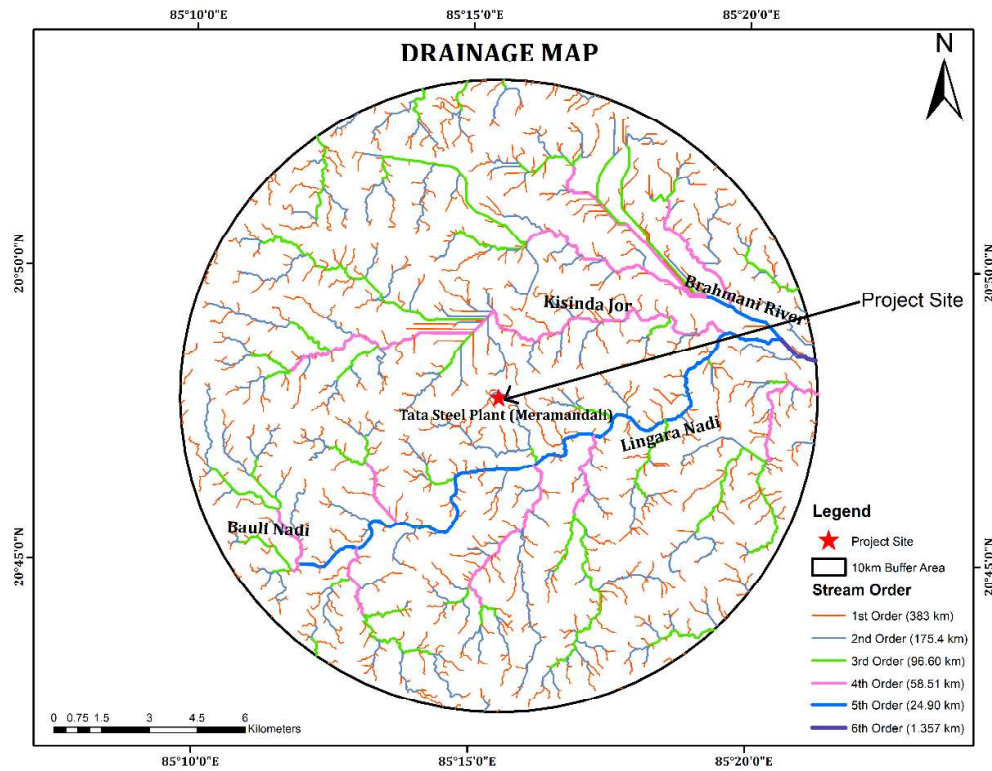 85°10'0"E
85°15'0"E
85°20'0"E
DRAINAGE MAP
N
20°50'0"N
20°50'0"N
Brahmani River
Kisinda Jor
Project Site
Tata Steel Plant (Meramandali)
Lingara Nadi
Bauli Nadi
20°45'0"N
20°45'0"N
Legend
Project Site
10km Buffer Area
Stream Order
1st Order (383 km)
2nd Order (175.4 km)
3rd Order (96.60 km)
4th Order (58.51 km)
5th Order (24.90 km)
6th Order (1.357 km)
0 0.75 1.5 3 4.5 6
Kilometers
85°10'0"E
85°15'0"E
85°20'0"E